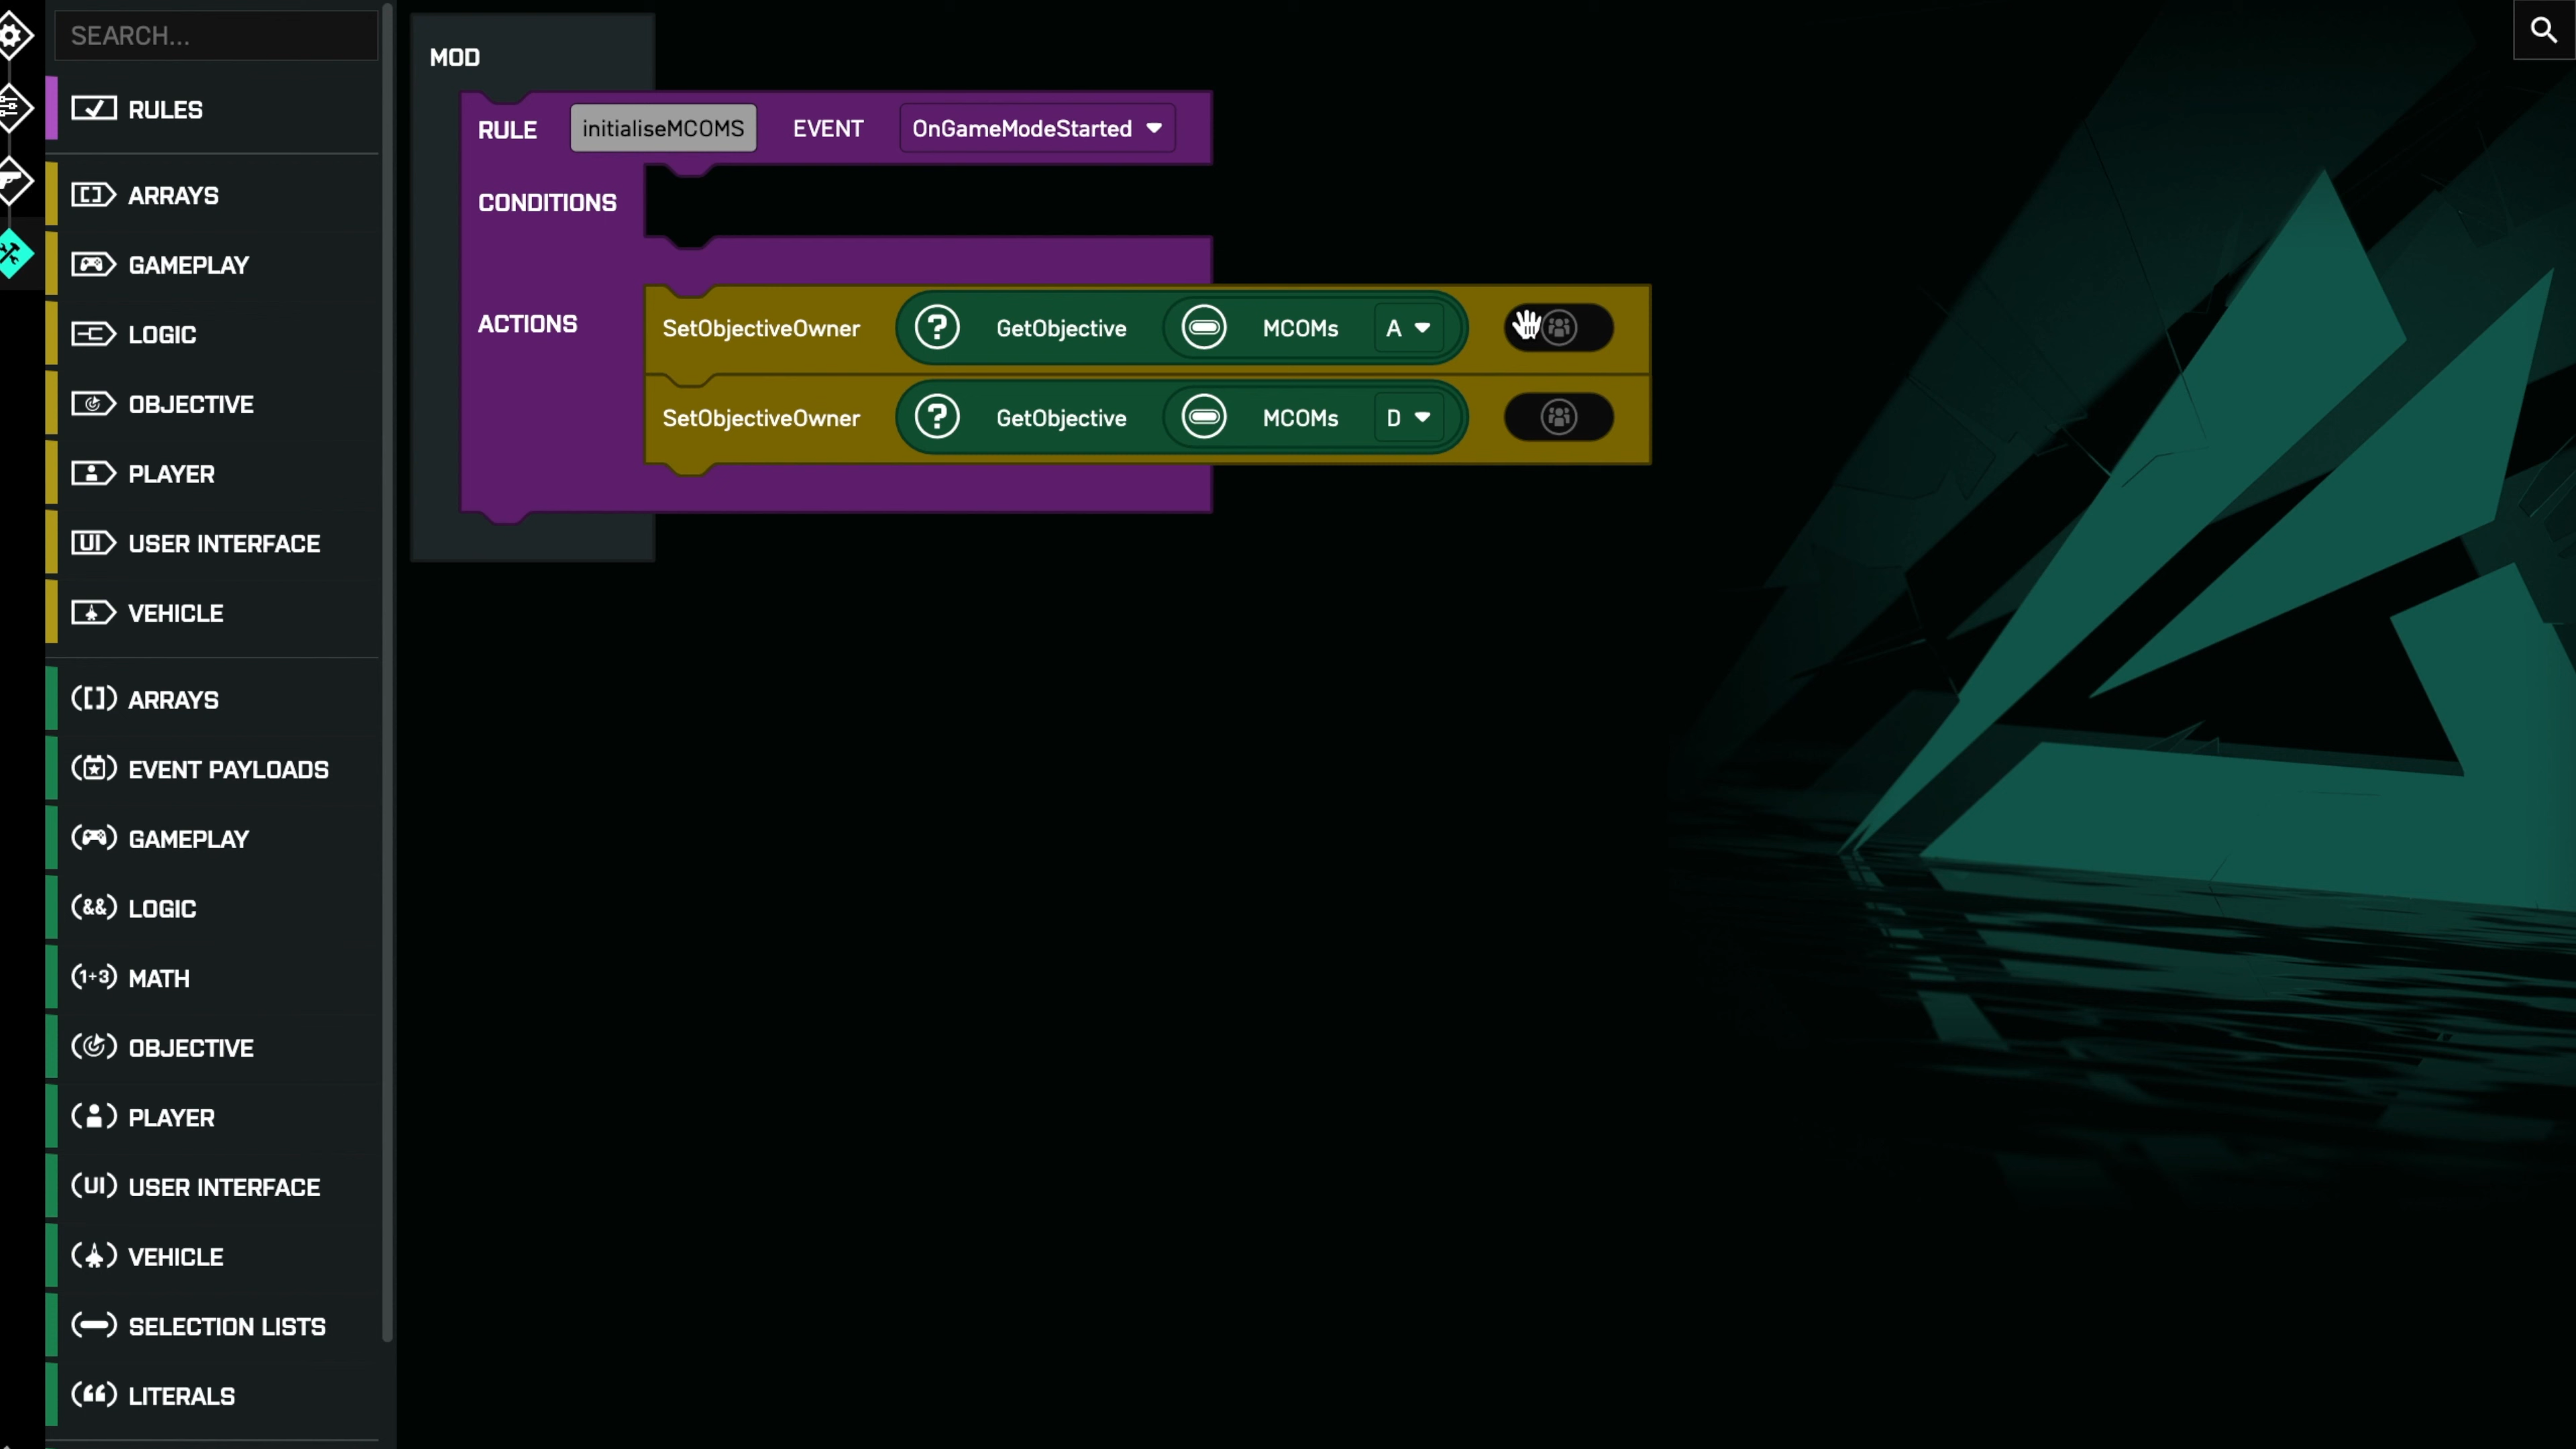 SEARCH...
RULES
ARRAYS
GAMEPLAY
LOGIC
OBJECTIVE
PLAYER
USER INTERFACE
VEHICLE
ARRAYS
EVENT PAYLOADS
GAMEPLAY
LOGIC
MATH
OBJECTIVE
PLAYER
USER INTERFACE
VEHICLE
SELECTION LISTS
LITERALS
MOD
RULE initialiseMCOMS EVENT OnGameModeStarted
CONDITIONS
ACTIONS SetObjectiveOwner ? GetObjective MCOMs A
SetObjectiveOwner ? GetObjective MCOMs D